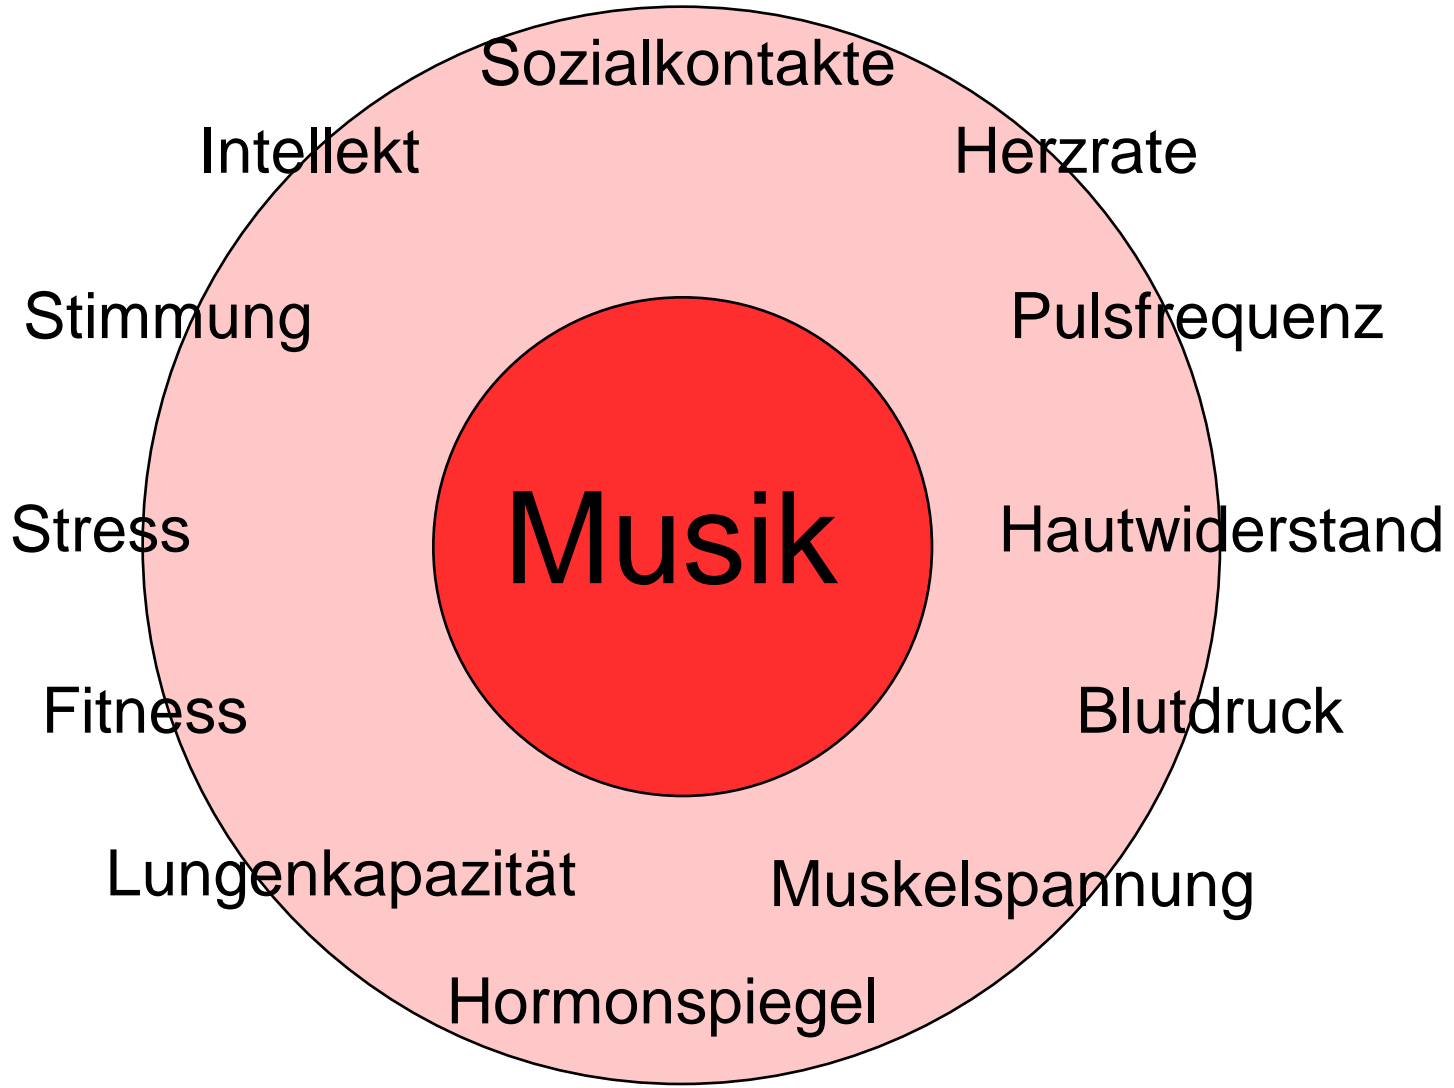 Sozialkontakte
Intellekt
Herzrate
Stimmung
Pulsfrequenz
Stress
Musik
Hautwiderstand
Fitness
Blutdruck
Lungenkapazität
Muskelspannung
Hormonspiegel